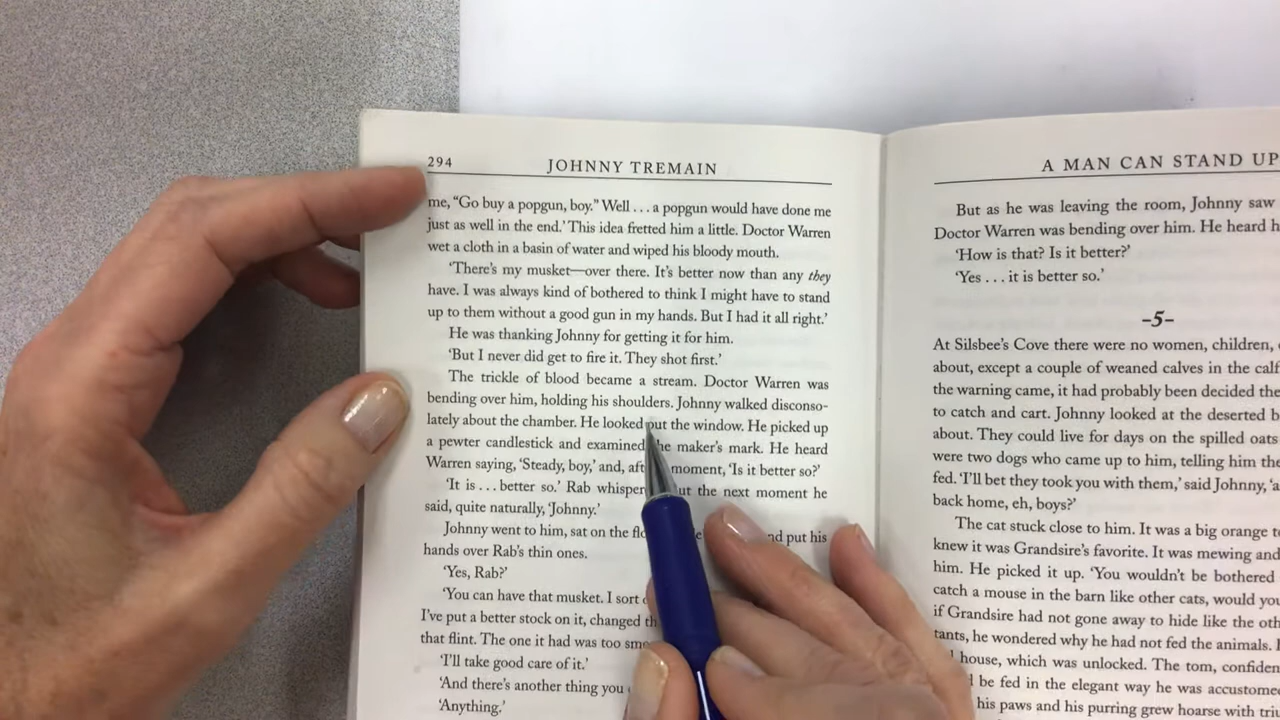 294
JOHNNY TREMAIN
me, “Go buy a popgun, boy.” Well . . . a popgun would have done me
just as well in the end.’ This idea fretted him a little. Doctor Warren
wet a cloth in a basin of water and wiped his bloody mouth.
‘There’s my musket—over there. It’s better now than any they
have. I was always kind of bothered to think I might have to stand
up to them without a good gun in my hands. But I had it all right.’
He was thanking Johnny for getting it for him.
‘But I never did get to fire it. They shot first.’
The trickle of blood became a stream. Doctor Warren was
bending over him, holding his shoulders. Johnny walked disconso-
lately about the chamber. He looked out the window. He picked up
a pewter candlestick and examined the maker’s mark. He heard
Warren saying, ‘Steady, boy,’ and, aft moment, ‘Is it better so?’
‘It is . . . better so.’ Rab whisper ut the next moment he
said, quite naturally, ‘Johnny.’
Johnny went to him, sat on the flo nd put his
hands over Rab’s thin ones.
‘Yes, Rab?’
‘You can have that musket. I sort
I’ve put a better stock on it, changed th
that flint. The one it had was too sm
‘I’ll take good care of it.’
‘And there’s another thing you
‘Anything.’
A MAN CAN STAND UP
But as he was leaving the room, Johnny saw
Doctor Warren was bending over him. He heard h
‘How is that? Is it better?’
‘Yes . . . it is better so.’
-5-
At Silsbee’s Cove there were no women, children,
about, except a couple of weaned calves in the calf
the warning came, it had probably been decided the
to catch and cart. Johnny looked at the deserted b
about. They could live for days on the spilled oats
were two dogs who came up to him, telling him the
fed. ‘I’ll bet they took you with them,’ said Johnny, ‘a
back home, eh, boys?’
The cat stuck close to him. It was a big orange t
knew it was Grandsire’s favorite. It was mewing and
him. He picked it up. ‘You wouldn’t be bothered
catch a mouse in the barn like other cats, would you
if Grandsire had not gone away to hide like the oth
tants, he wondered why he had not fed the animals.
house, which was unlocked. The tom, confiden
be fed in the elegant way he was accustome
his paws and his purring grew hoarse with triu